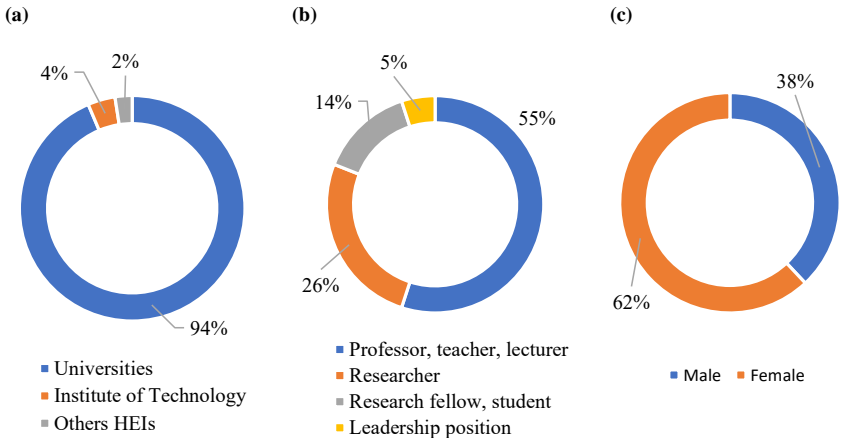 (a)
4%
2%
94%
Universities
Institute of Technology
Others HEIs
(b)
5%
14%
55%
26%
Professor, teacher, lecturer
Researcher
Research fellow, student
Leadership position
(c)
38%
62%
Male Female